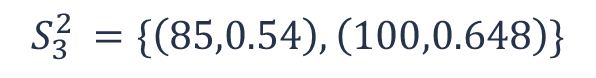 S_3^2 = {(85,0.54), (100,0.648)}